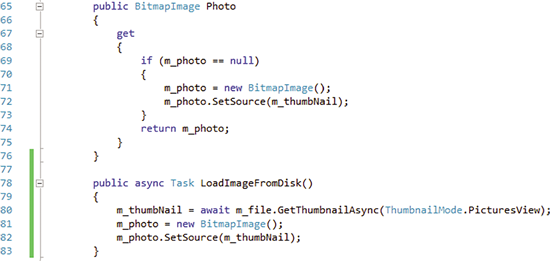 65 public BitmapImage Photo
66 {
67 get
68 {
69 if (m_photo == null)
70 {
71 m_photo = new BitmapImage();
72 m_photo.SetSource(m_thumbNail);
73 }
74 return m_photo;
75 }
76 }
77
78 public async Task LoadImageFromDisk()
79 {
80 m_thumbNail = await m_file.GetThumbnailAsync(ThumbnailMode.PicturesView);
81 m_photo = new BitmapImage();
82 m_photo.SetSource(m_thumbNail);
83 }